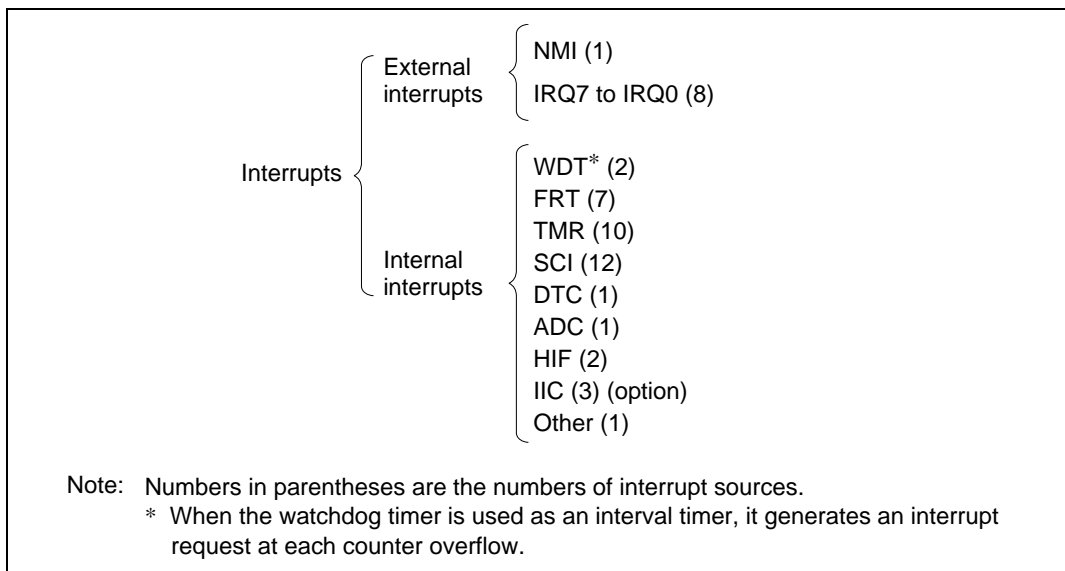 External
interrupts
NMI (1)
IRQ7 to IRQ0 (8)
Interrupts
Internal
interrupts
WDT* (2)
FRT (7)
TMR (10)
SCI (12)
DTC (1)
ADC (1)
HIF (2)
IIC (3) (option)
Other (1)
Note: Numbers in parentheses are the numbers of interrupt sources.
* When the watchdog timer is used as an interval timer, it generates an interrupt
request at each counter overflow.